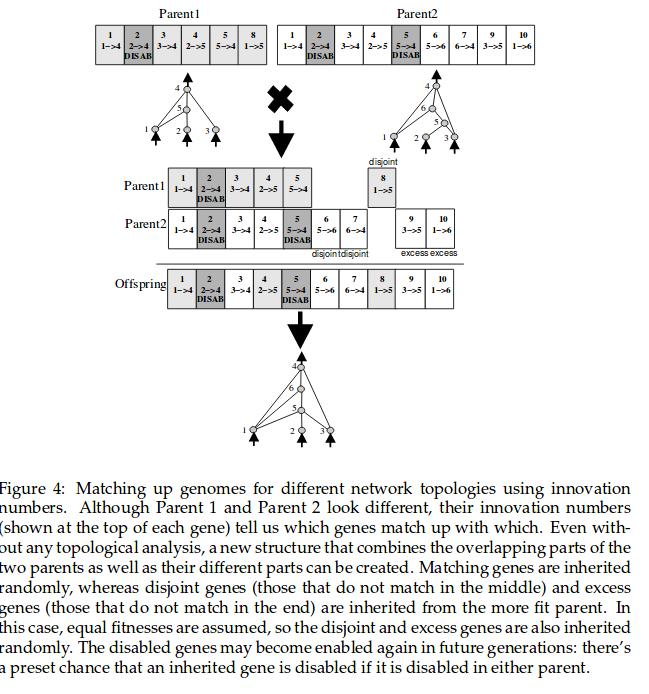 Parent1 Parent2
1 2 3 4 5 8 1 2 3 4 5 6 7 9 10
1->4 2->4 3->4 2->5 5->4 1->5 1->4 2->4 3->4 2->5 5->4 5->6 6->4 3->5 1->6
DISAB DISAB DISAB
4 4
5 6
5
1 2 3 1 2 3
disjoint
Parent1 1 2 3 4 5 8
1->4 2->4 3->4 2->5 5->4 1->5
DISAB
Parent2 1 2 3 4 5 6 7 9 10
1->4 2->4 3->4 2->5 5->4 5->6 6->4 3->5 1->6
DISAB DISAB
disjoint disjoint excess excess
Offspring 1 2 3 4 5 6 7 8 9 10
1->4 2->4 3->4 2->5 5->4 5->6 6->4 1->5 3->5 1->6
DISAB DISAB
4
6
5
1 2 3
Figure 4: Matching up genomes for different network topologies using innovation
numbers. Although Parent 1 and Parent 2 look different, their innovation numbers
(shown at the top of each gene) tell us which genes match up with which. Even with-
out any topological analysis, a new structure that combines the overlapping parts of the
two parents as well as their different parts can be created. Matching genes are inherited
randomly, whereas disjoint genes (those that do not match in the middle) and excess
genes (those that do not match in the end) are inherited from the more fit parent. In
this case, equal fitnesses are assumed, so the disjoint and excess genes are also inherited
randomly. The disabled genes may become enabled again in future generations: there's
a preset chance that an inherited gene is disabled if it is disabled in either parent.